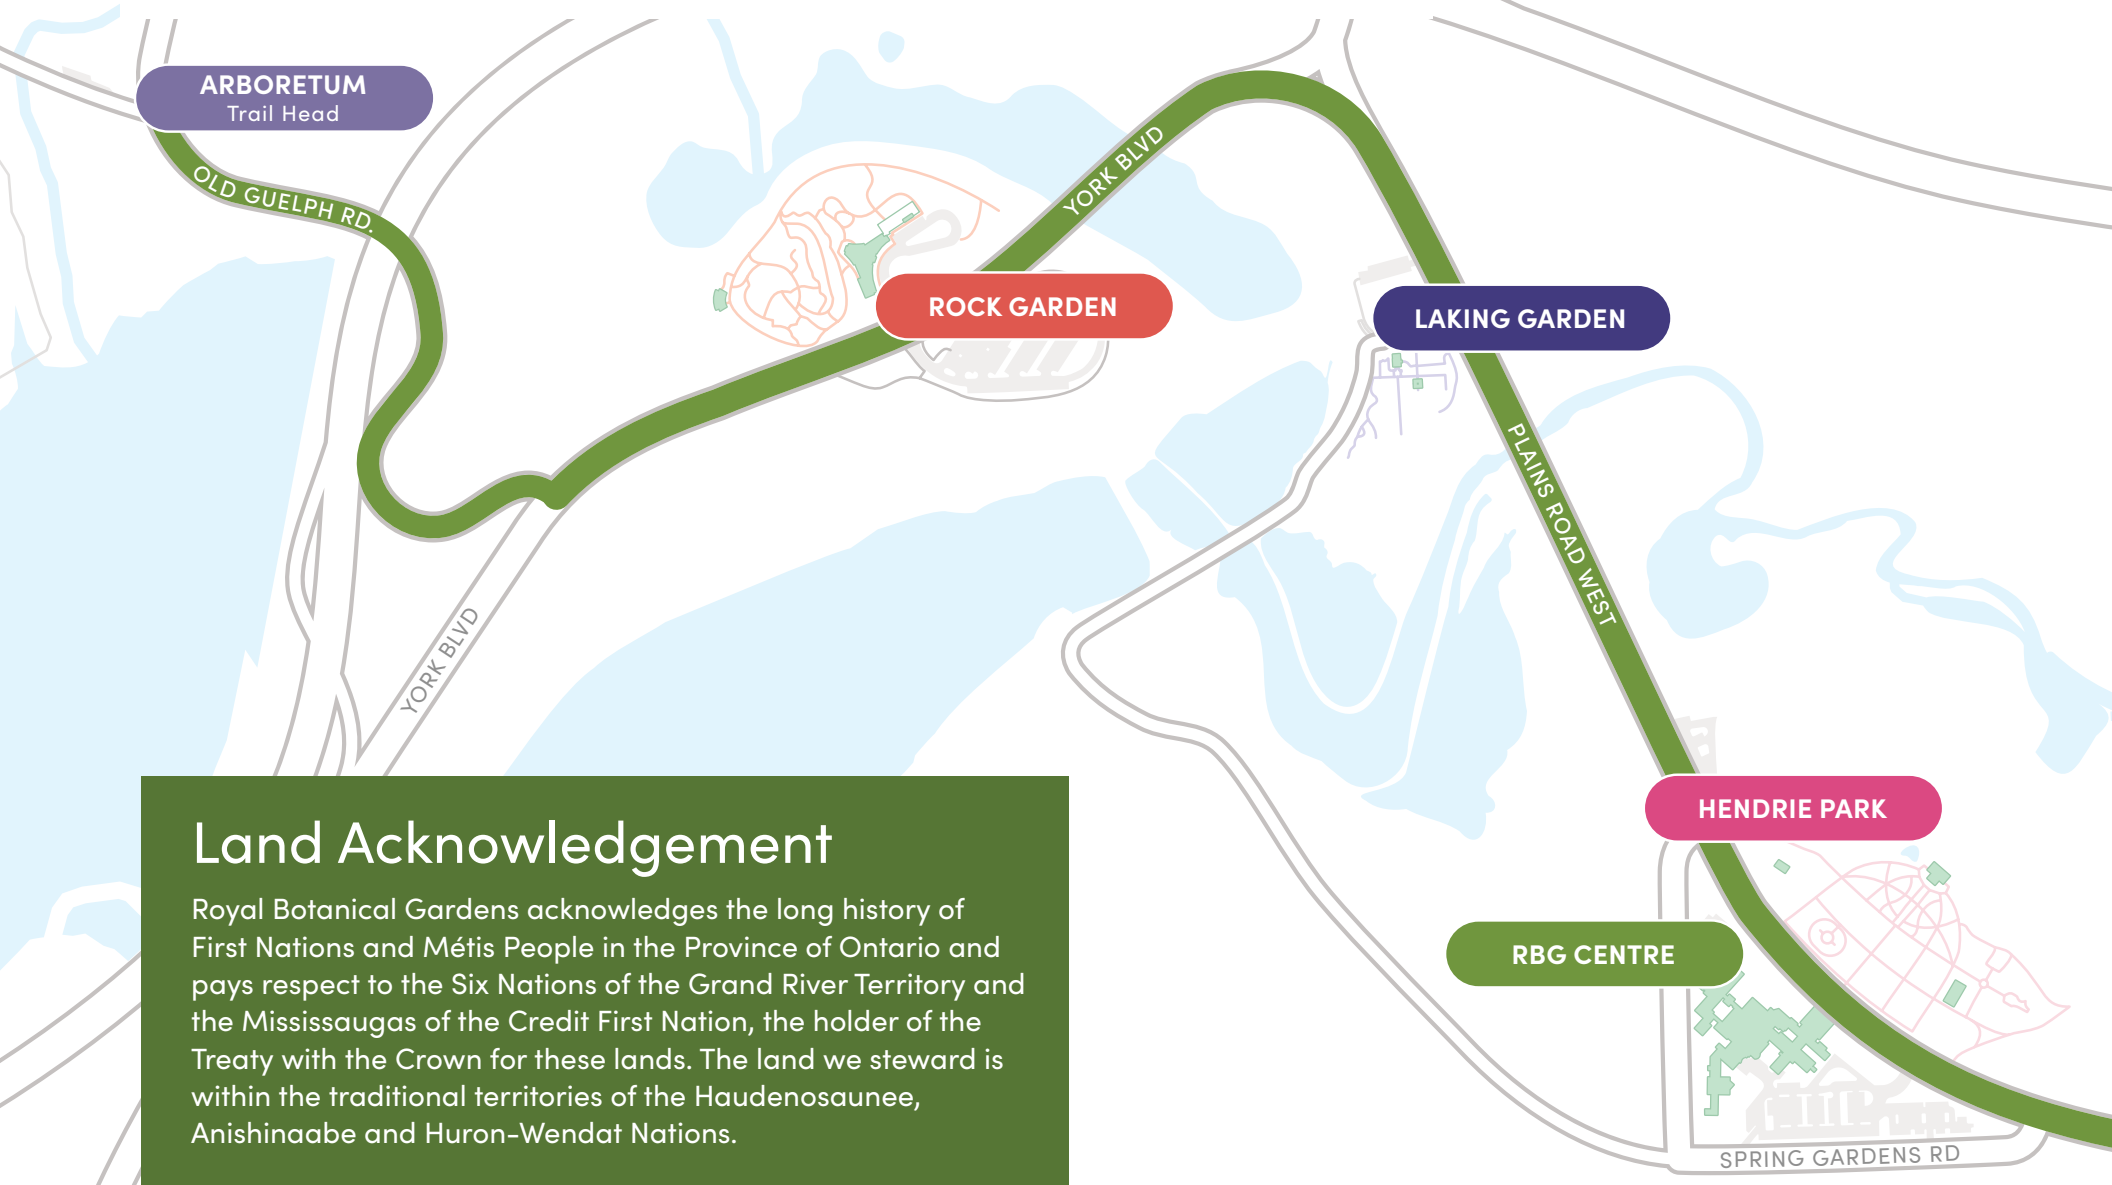 ARBORETUM
Trail Head
OLD GUELPH RD.
YORK BLVD
ROCK GARDEN
LAKING GARDEN
PLAINS ROAD WEST
YORK BLVD
HENDRIE PARK
RBG CENTRE
SPRING GARDENS RD
Land Acknowledgement
Royal Botanical Gardens acknowledges the long history of
First Nations and Métis People in the Province of Ontario and
pays respect to the Six Nations of the Grand River Territory and
the Mississaugas of the Credit First Nation, the holder of the
Treaty with the Crown for these lands. The land we steward is
within the traditional territories of the Haudenosaunee,
Anishinaabe and Huron-Wendat Nations.